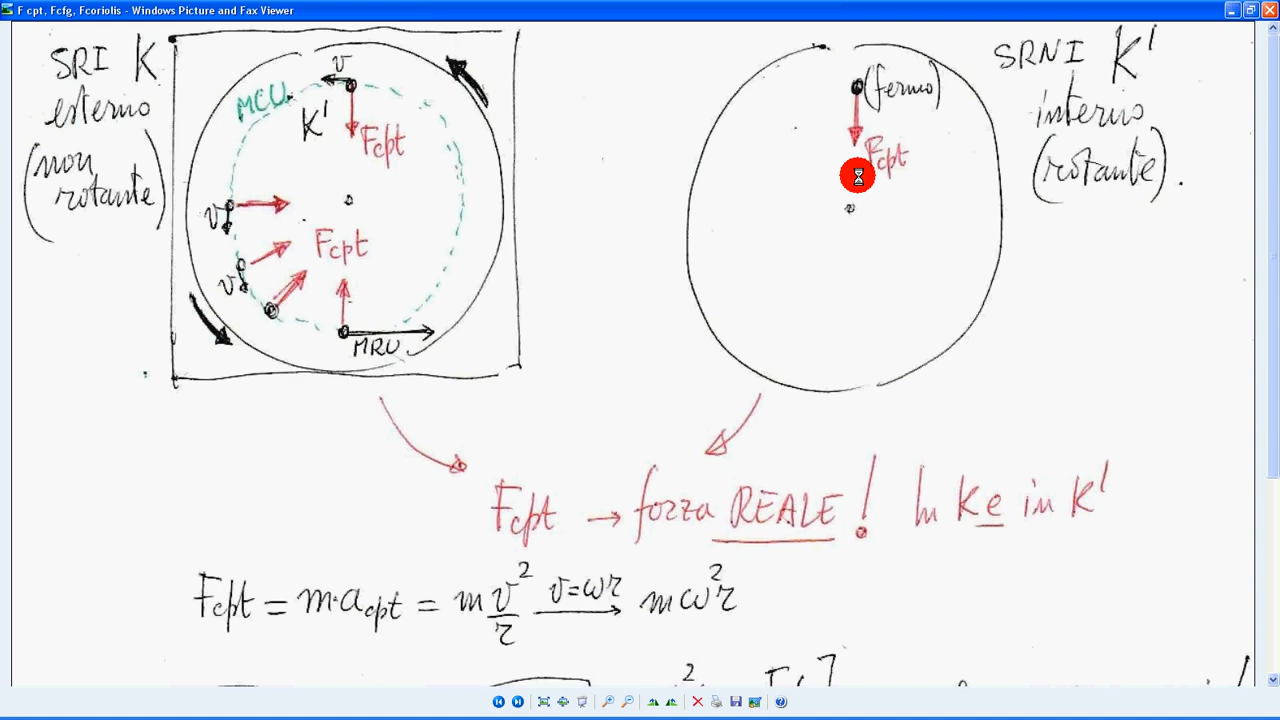 F cpt, Fcfg, Fcoriolis - Windows Picture and Fax Viewer
SRI K
esterno
(non
rotante)
MCU
K'
v
Fcpt
v
v
Fcpt
MRU
SRNI K'
interno
(rotante).
(fermo)
Fcpt
Fcpt → forza REALE! In K e in K'
Fcpt = m·acpt = m v²/r v=ωr → mω²r